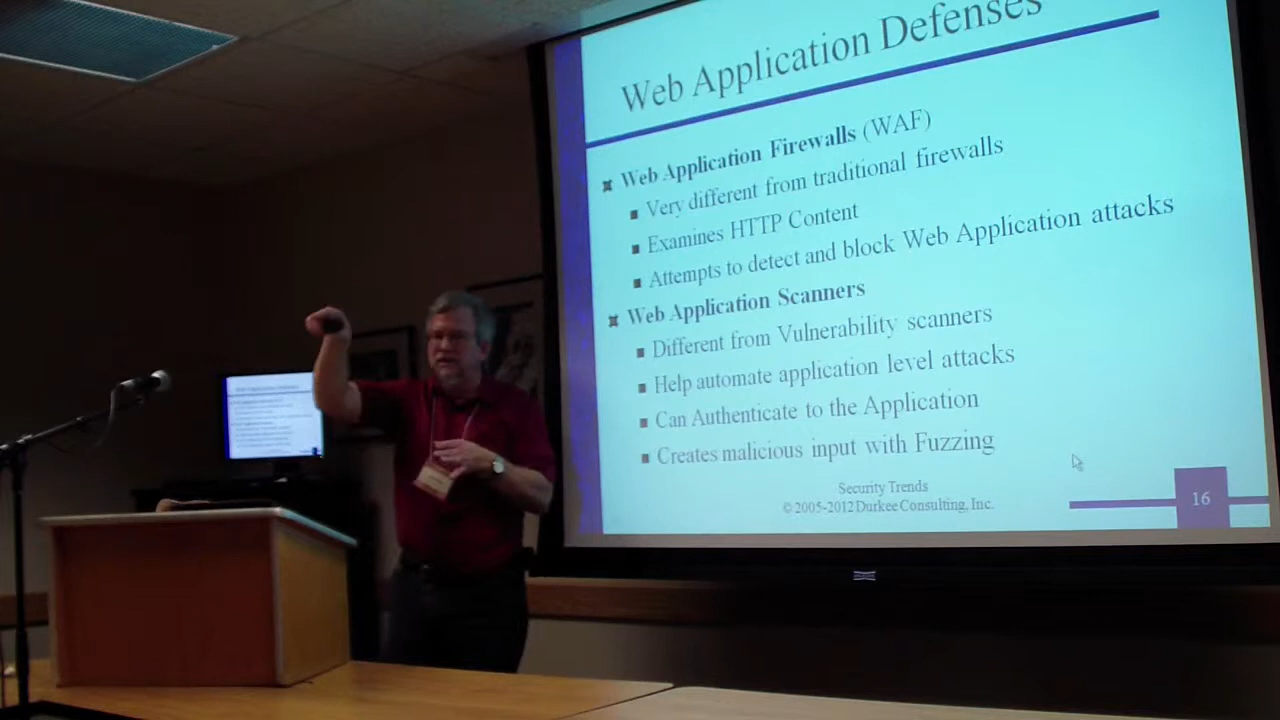 Web Application Defenses
Web Application Firewalls (WAF)
Very different from traditional firewalls
Examines HTTP Content
Attempts to detect and block Web Application attacks
Web Application Scanners
Different from Vulnerability scanners
Help automate application level attacks
Can Authenticate to the Application
Creates malicious input with Fuzzing
Security Trends
© 2005-2012 Durkee Consulting, Inc.
16